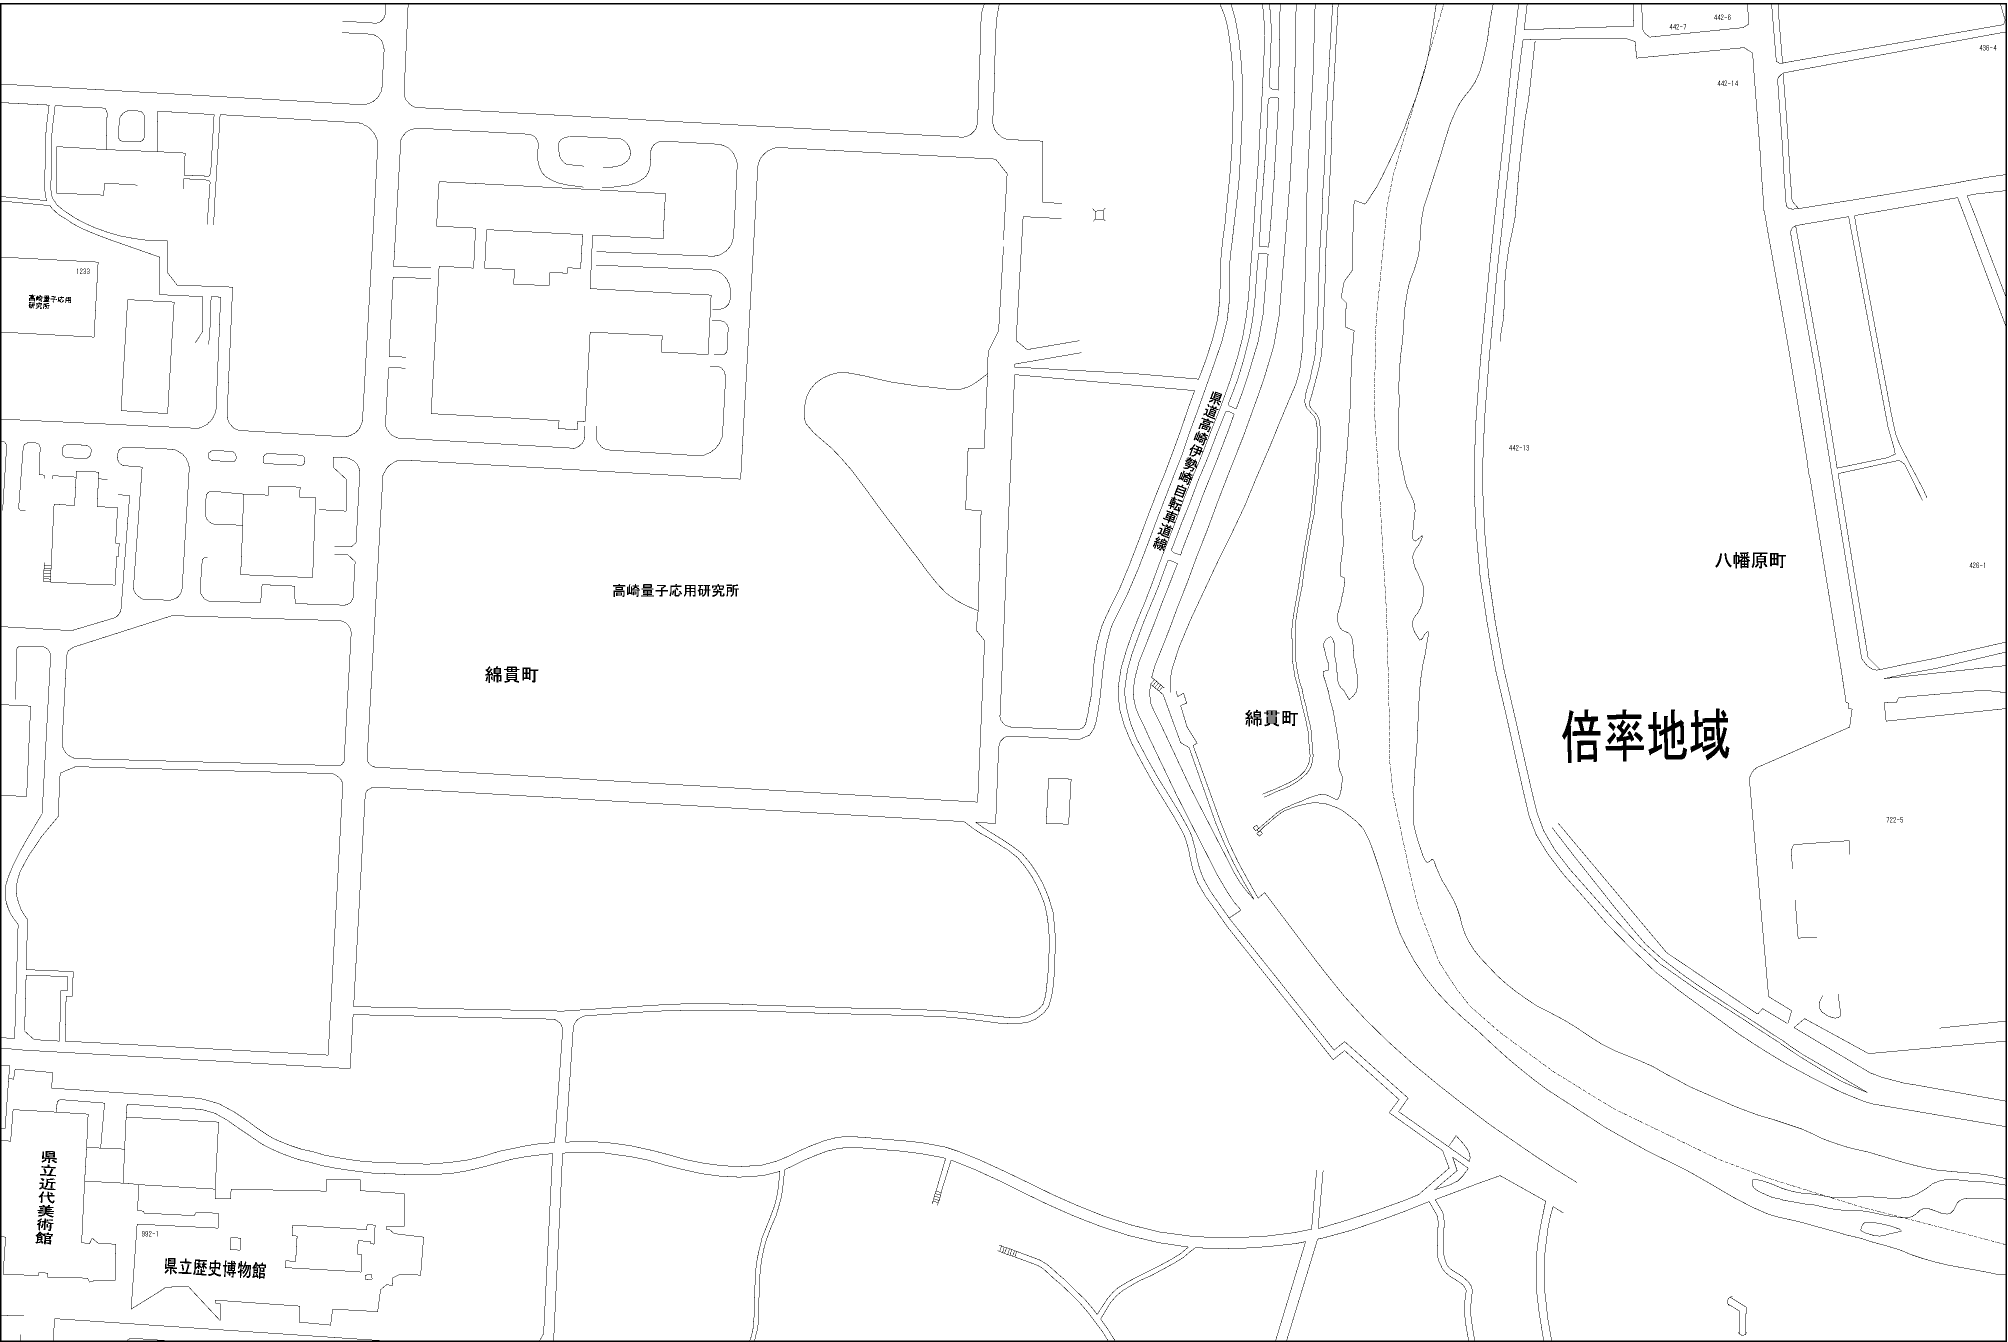 442-6
442-7
436-4
442-14
1233
高崎量子応用
研究所
県道高崎伊勢崎自転車道線
442-13
八幡原町
426-1
高崎量子応用研究所
綿貫町
綿貫町
倍率地域
722-5
県立近代美術館
992-1
県立歴史博物館